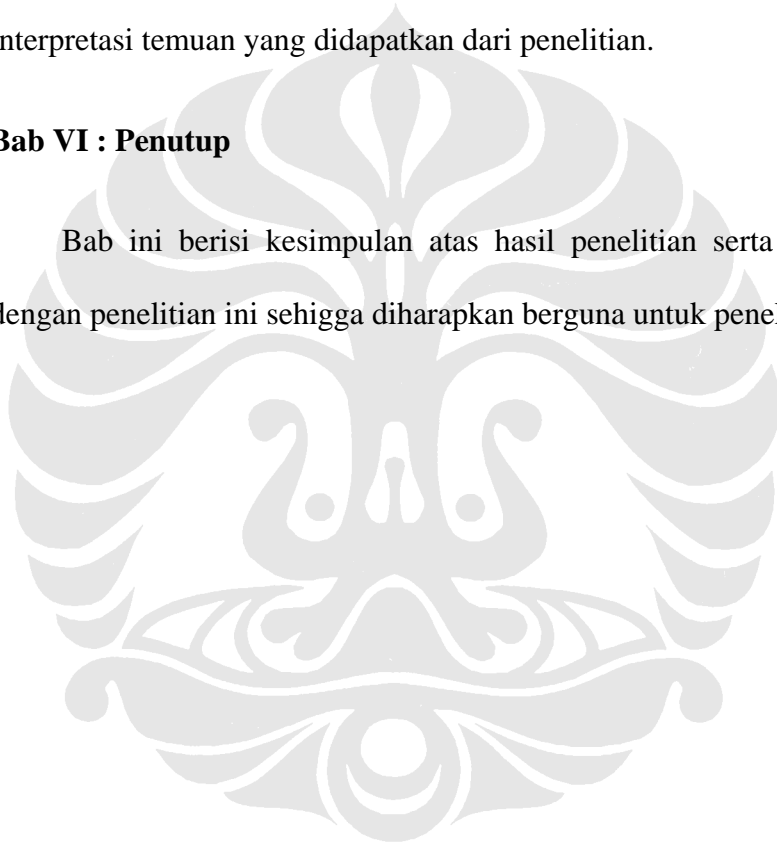 nterpretasi temuan yang didapatkan dari penelitian.
Bab VI : Penutup
Bab ini berisi kesimpulan atas hasil penelitian serta
dengan penelitian ini sehigga diharapkan berguna untuk penel